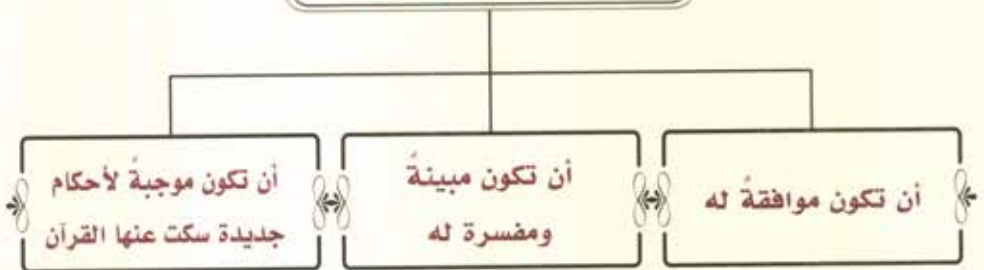 أن تكون موافقةً له
أن تكون مبينةً
ومفسرة له
أن تكون موجبةً لأحكام
جديدة سكت عنها القرآن